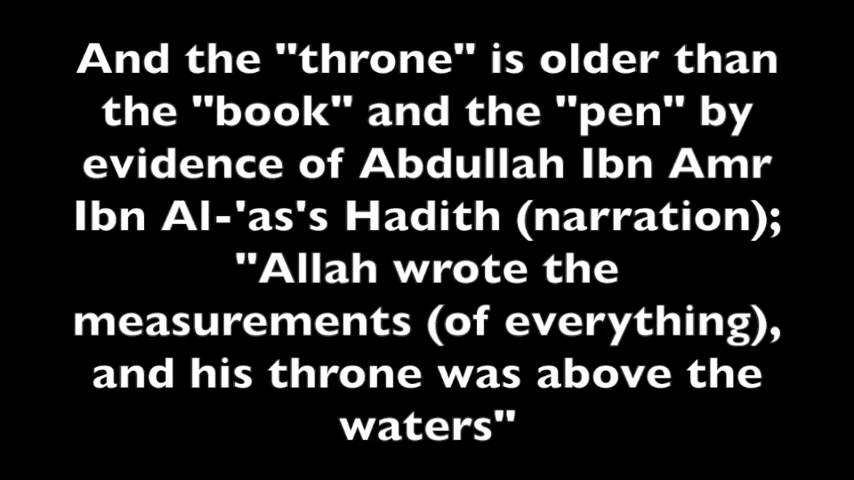 And the "throne" is older than
the "book" and the "pen" by
evidence of Abdullah Ibn Amr
Ibn Al-'as's Hadith (narration);
"Allah wrote the
measurements (of everything),
and his throne was above the
waters"